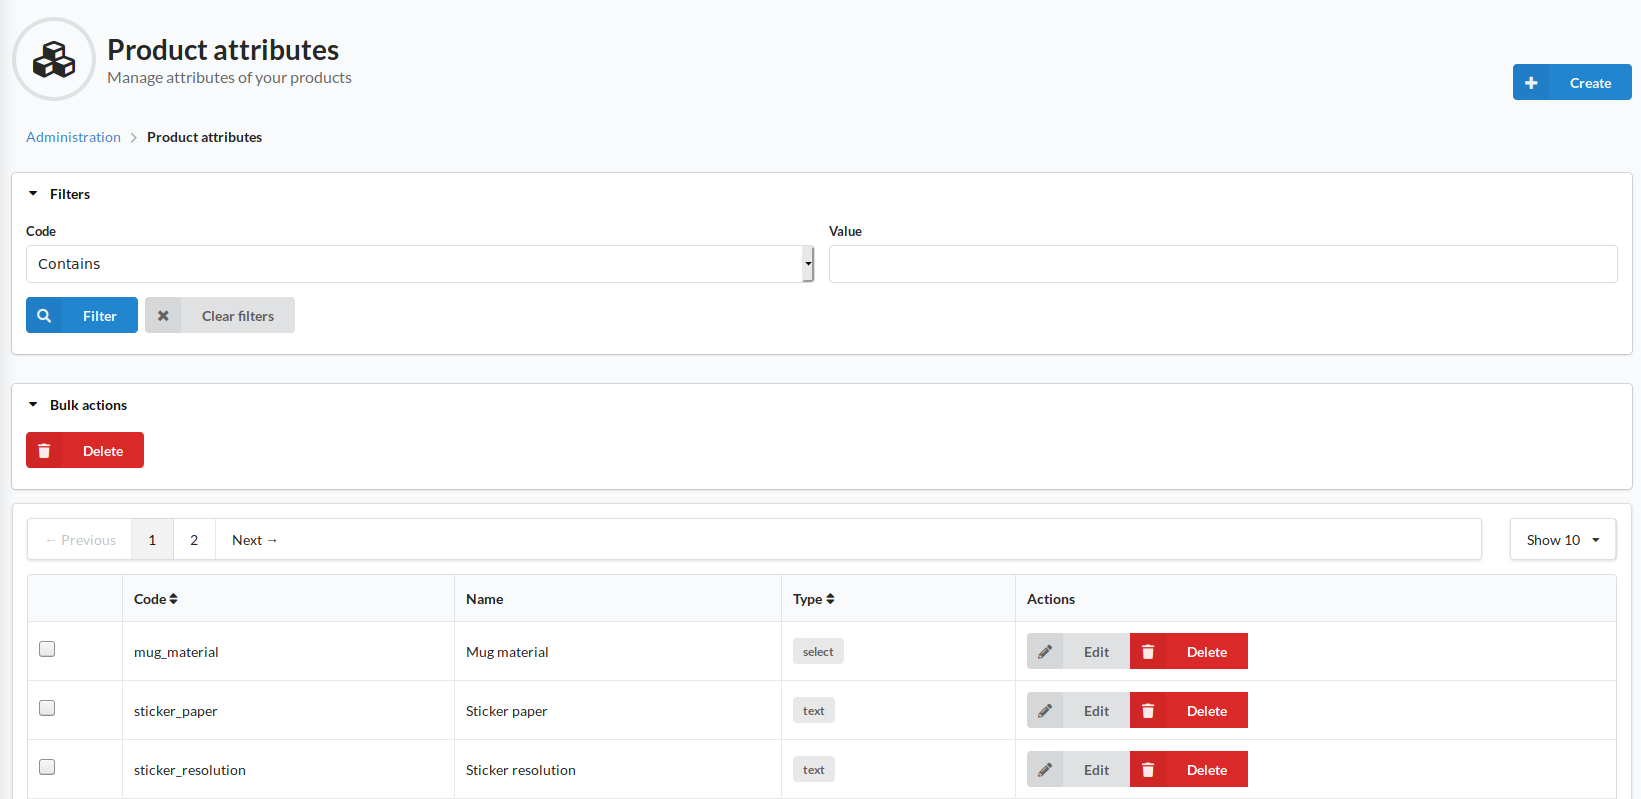 Product attributes
Manage attributes of your products
Create
Administration Product attributes
Filters
Code Value
Contains
Filter Clear filters
Bulk actions
Delete
← Previous 1 2 Next → Show 10
Code Name Type Actions
mug_material Mug material select Edit Delete
sticker_paper Sticker paper text Edit Delete
sticker_resolution Sticker resolution text Edit Delete